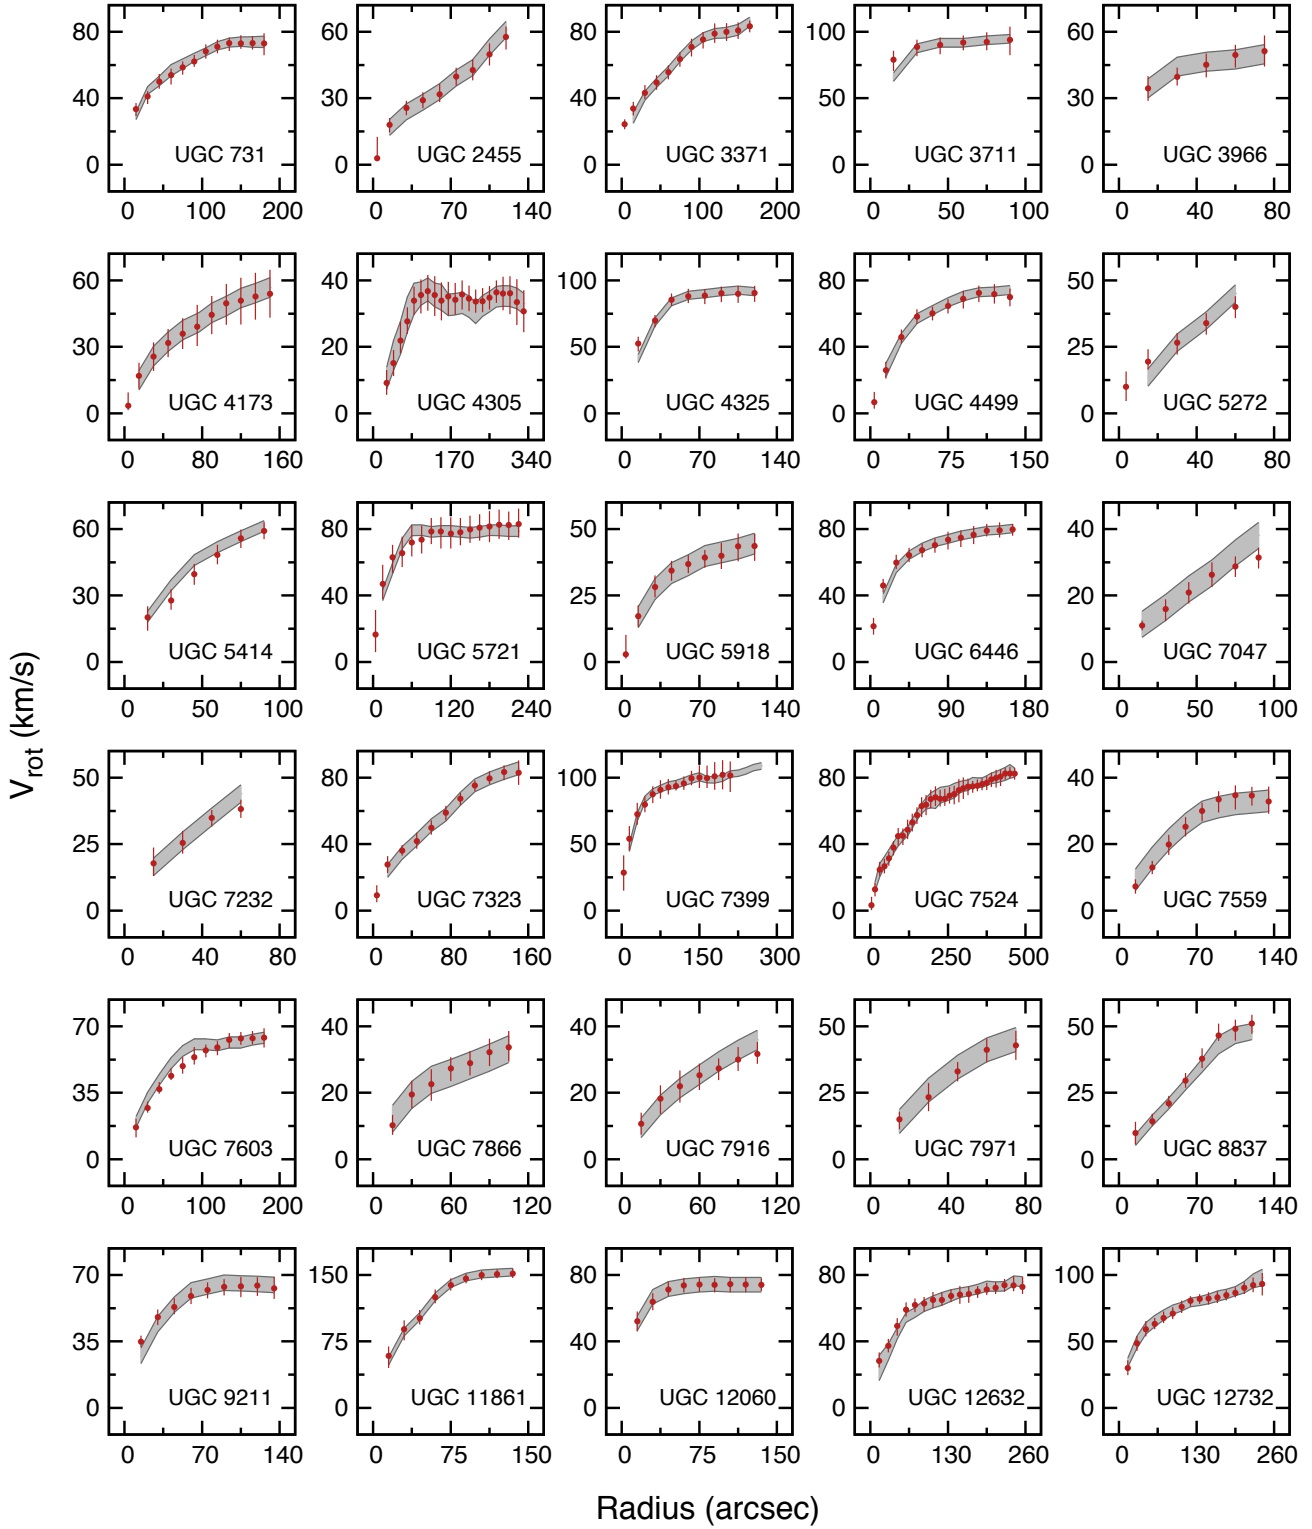 80 60 80 100 60
40 30 40 50 30
0 0 0 0 0
UGC 731 UGC 2455 UGC 3371 UGC 3711 UGC 3966
0 100 200 0 70 140 0 100 200 0 50 100 0 40 80
60 40 100 80 50
30 20 50 40 25
UGC 4173 UGC 4305 UGC 4325 UGC 4499 UGC 5272
0 0 0 0 0
0 80 160 0 170 340 0 70 140 0 75 150 0 40 80
60 80 50 80 40
30 40 25 40 20
UGC 5414 UGC 5721 UGC 5918 UGC 6446 UGC 7047
0 0 0 0 0
0 50 100 0 120 240 0 70 140 0 90 180 0 50 100
V_rot (km/s)
50 80 100 80 40
25 40 50 40 20
UGC 7232 UGC 7323 UGC 7399 UGC 7524 UGC 7559
0 0 0 0 0
0 40 80 0 80 160 0 150 300 0 250 500 0 70 140
70 40 40 50 50
35 20 20 25 25
UGC 7603 UGC 7866 UGC 7916 UGC 7971 UGC 8837
0 0 0 0 0
0 100 200 0 60 120 0 60 120 0 40 80 0 70 140
70 150 80 80 100
35 75 40 40 50
UGC 9211 UGC 11861 UGC 12060 UGC 12632 UGC 12732
0 0 0 0 0
0 70 140 0 75 150 0 75 150 0 130 260 0 130 260
Radius (arcsec)